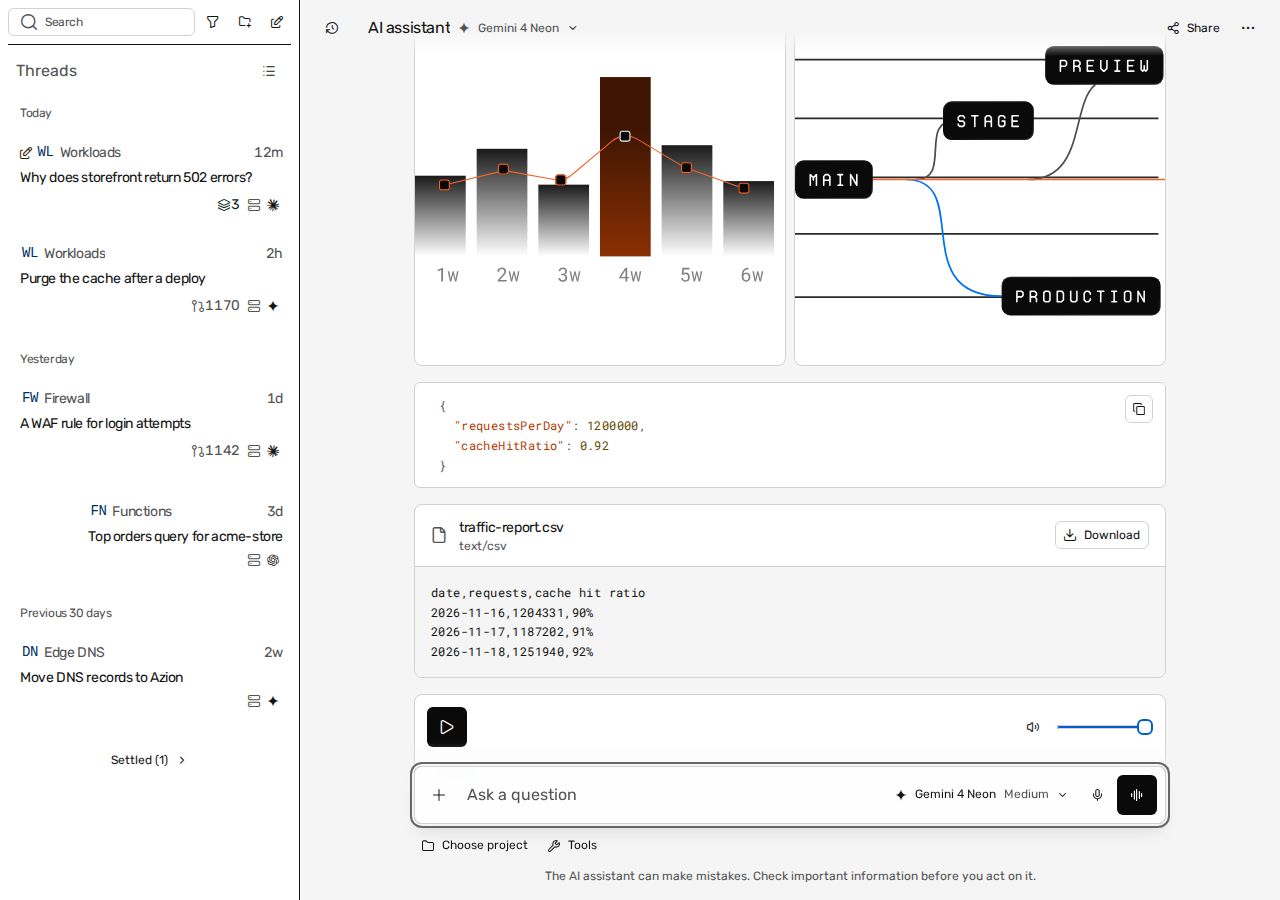 Search
Threads
Today
WL Workloads 12m
Why does storefront return 502 errors?
3
WL Workloads 2h
Purge the cache after a deploy
1170
Yesterday
FW Firewall 1d
A WAF rule for login attempts
1142
FN Functions 3d
Top orders query for acme-store
Previous 30 days
DN Edge DNS 2w
Move DNS records to Azion
Settled (1)
AI assistant Gemini 4 Neon
Share
1w 2w 3w 4w 5w 6w
PREVIEW
STAGE
MAIN
PRODUCTION
{
"requestsPerDay": 1200000,
"cacheHitRatio": 0.92
}
traffic-report.csv
text/csv
Download
date,requests,cache hit ratio
2026-11-16,1204331,90%
2026-11-17,1187202,91%
2026-11-18,1251940,92%
Ask a question
Gemini 4 Neon Medium
Choose project Tools
The AI assistant can make mistakes. Check important information before you act on it.